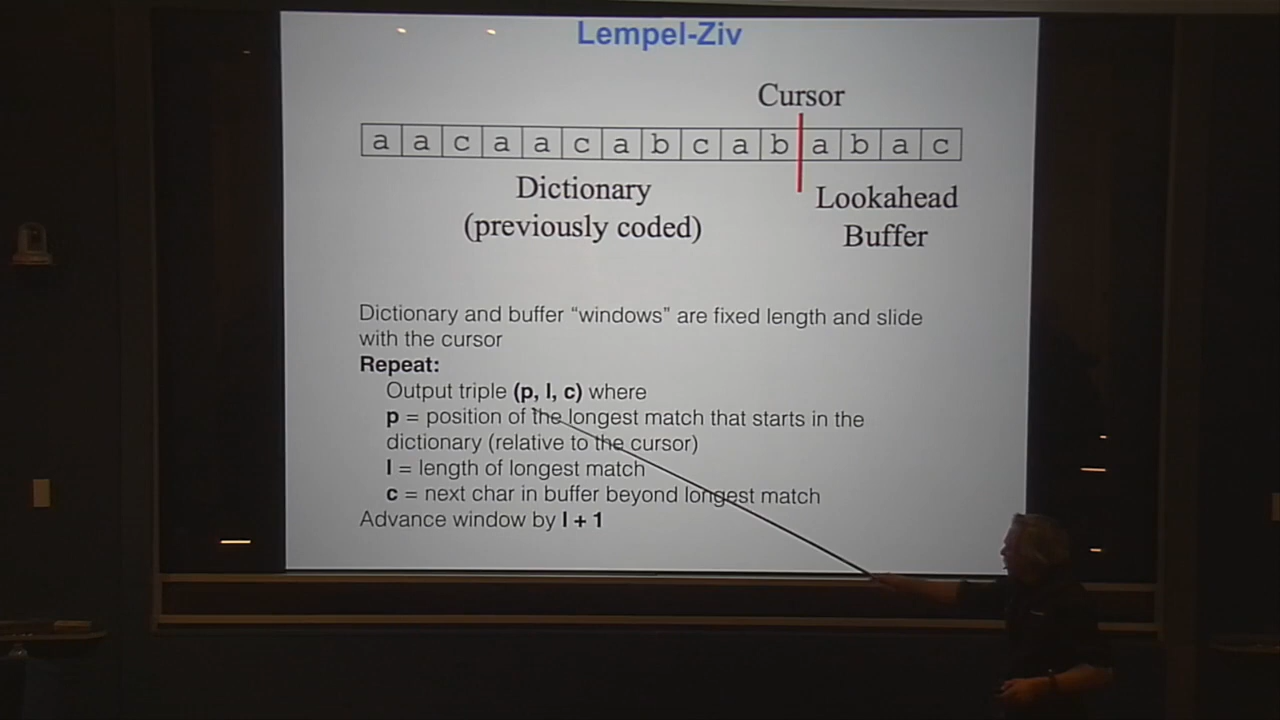 Lempel-Ziv
Cursor
a a c a a c a b c a b a b a c
Dictionary
(previously coded)
Lookahead
Buffer
Dictionary and buffer “windows” are fixed length and slide
with the cursor
Repeat:
Output triple (p, l, c) where
p = position of the longest match that starts in the
dictionary (relative to the cursor)
l = length of longest match
c = next char in buffer beyond longest match
Advance window by l + 1